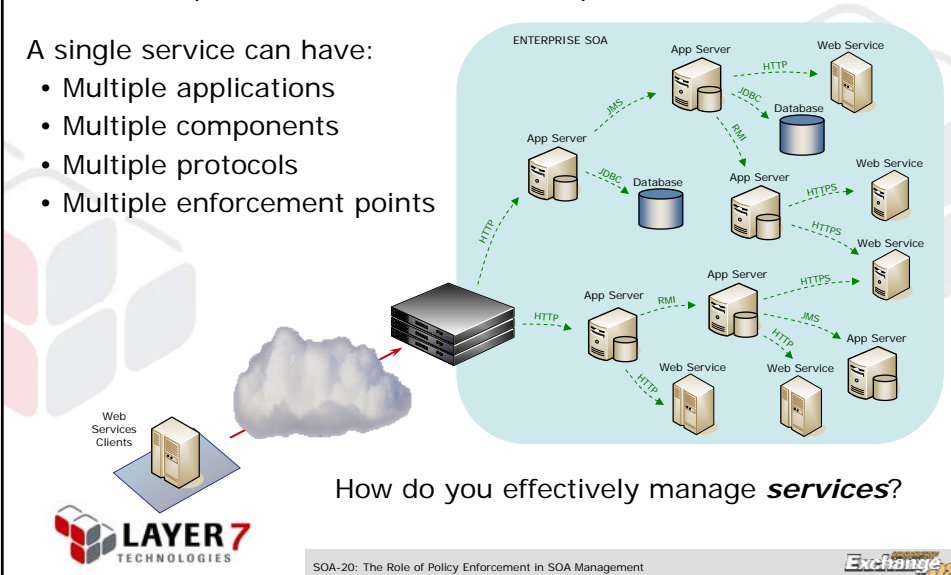 A single service can have:
• Multiple applications
• Multiple components
• Multiple protocols
• Multiple enforcement points
ENTERPRISE SOA
App Server
Web Service
HTTP
JDBC
Database
JMS
RMI
App Server
JDBC
Database
App Server
Web Service
HTTPS
HTTPS
Web Service
HTTP
HTTP
App Server
RMI
App Server
HTTPS
JMS
HTTP
App Server
HTTP
Web Service
Web Service
Web
Services
Clients
How do you effectively manage services?
LAYER 7
TECHNOLOGIES
SOA-20: The Role of Policy Enforcement in SOA Management
Exchange